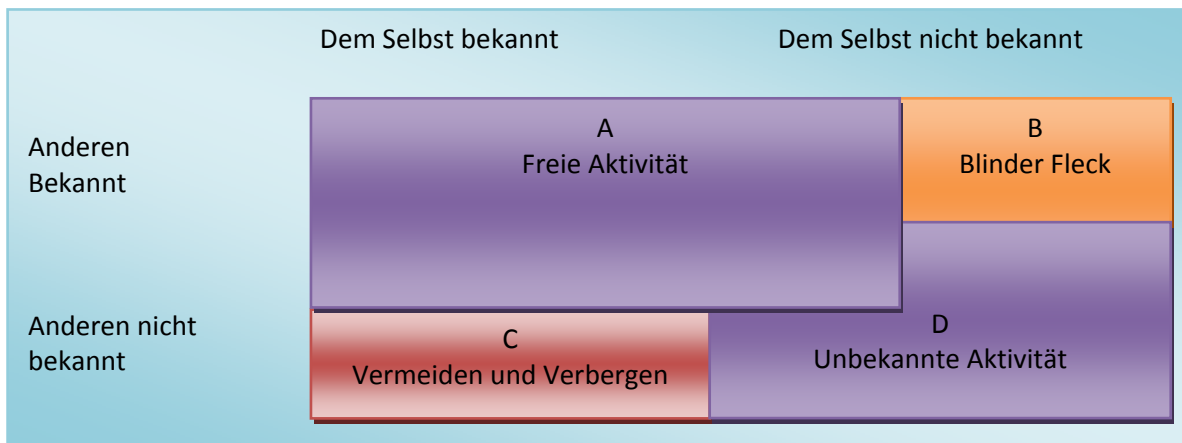 Dem Selbst bekannt
Dem Selbst nicht bekannt
Anderen
Bekannt
A
Freie Aktivität
B
Blinder Fleck
Anderen nicht
bekannt
C
Vermeiden und Verbergen
D
Unbekannte Aktivität